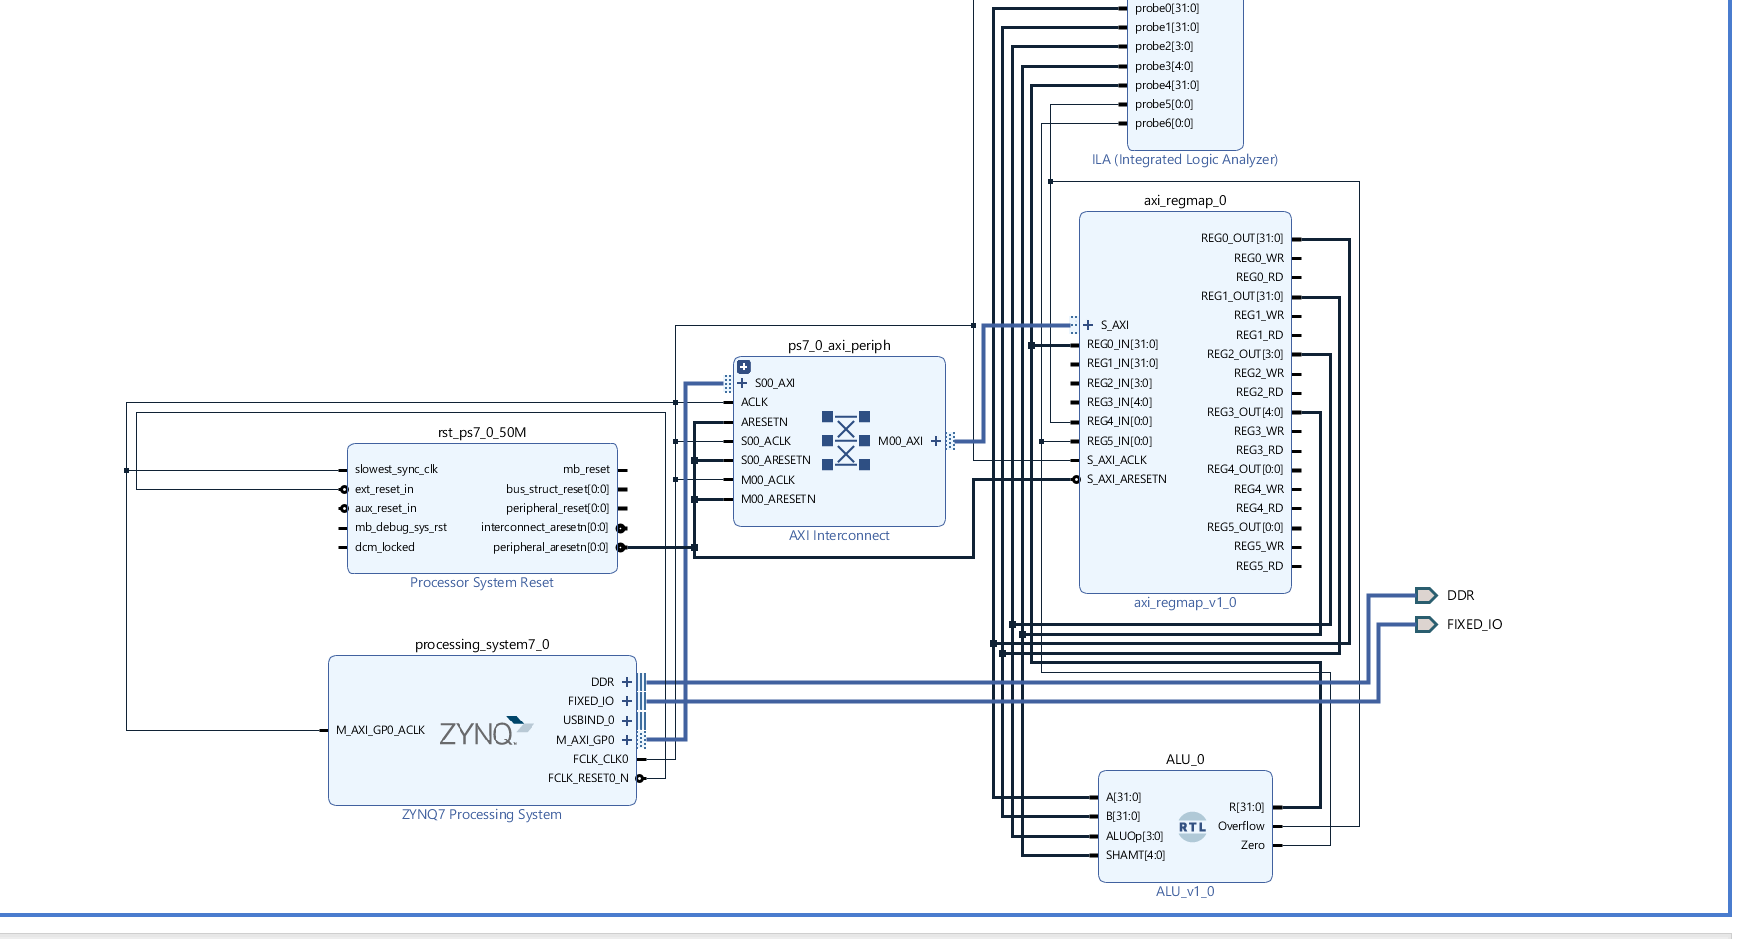 probe0[31:0]
probe1[31:0]
probe2[3:0]
probe3[4:0]
probe4[31:0]
probe5[0:0]
probe6[0:0]
ILA (Integrated Logic Analyzer)
axi_regmap_0
REG0_OUT[31:0]
REG0_WR
REG0_RD
REG1_OUT[31:0]
REG1_WR
REG1_RD
REG2_OUT[3:0]
REG2_WR
REG2_RD
REG3_OUT[4:0]
REG3_WR
REG3_RD
REG4_OUT[0:0]
REG4_WR
REG4_RD
REG5_OUT[0:0]
REG5_WR
REG5_RD
S_AXI
REG0_IN[31:0]
REG1_IN[31:0]
REG2_IN[3:0]
REG3_IN[4:0]
REG4_IN[0:0]
REG5_IN[0:0]
S_AXI_ACLK
S_AXI_ARESETN
axi_regmap_v1_0
ps7_0_axi_periph
S00_AXI
ACLK
ARESETN
S00_ACLK
S00_ARESETN
M00_ACLK
M00_ARESETN
M00_AXI
AXI Interconnect
rst_ps7_0_50M
slowest_sync_clk
ext_reset_in
aux_reset_in
mb_debug_sys_rst
dcm_locked
mb_reset
bus_struct_reset[0:0]
peripheral_reset[0:0]
interconnect_aresetn[0:0]
peripheral_aresetn[0:0]
Processor System Reset
processing_system7_0
M_AXI_GP0_ACLK
ZYNQ
DDR
FIXED_IO
USBIND_0
M_AXI_GP0
FCLK_CLK0
FCLK_RESET0_N
ZYNQ7 Processing System
DDR
FIXED_IO
ALU_0
A[31:0]
B[31:0]
ALUOp[3:0]
SHAMT[4:0]
RTL
R[31:0]
Overflow
Zero
ALU_v1_0